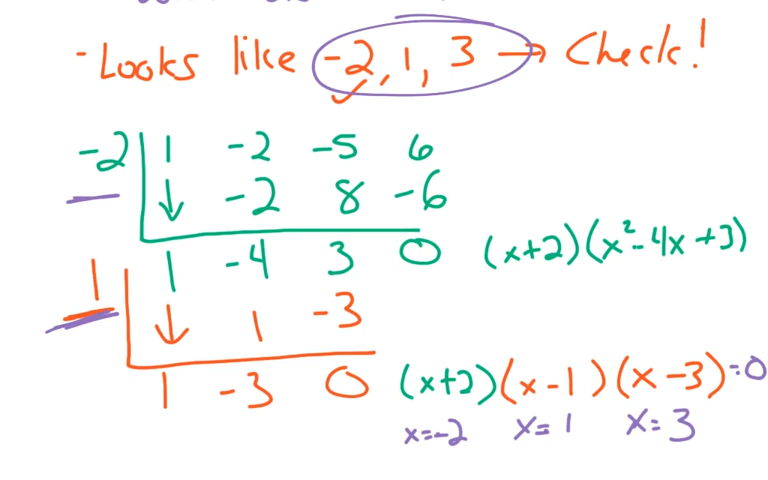 - Looks like -2, 1, 3 → Check!
-2 1 -2 -5 6
↓ -2 8 -6
1 -4 3 0 (x+2)(x²-4x+3)
1
↓ 1 -3
1 -3 0 (x+2)(x-1)(x-3)=0
x=-2 x=1 x=3